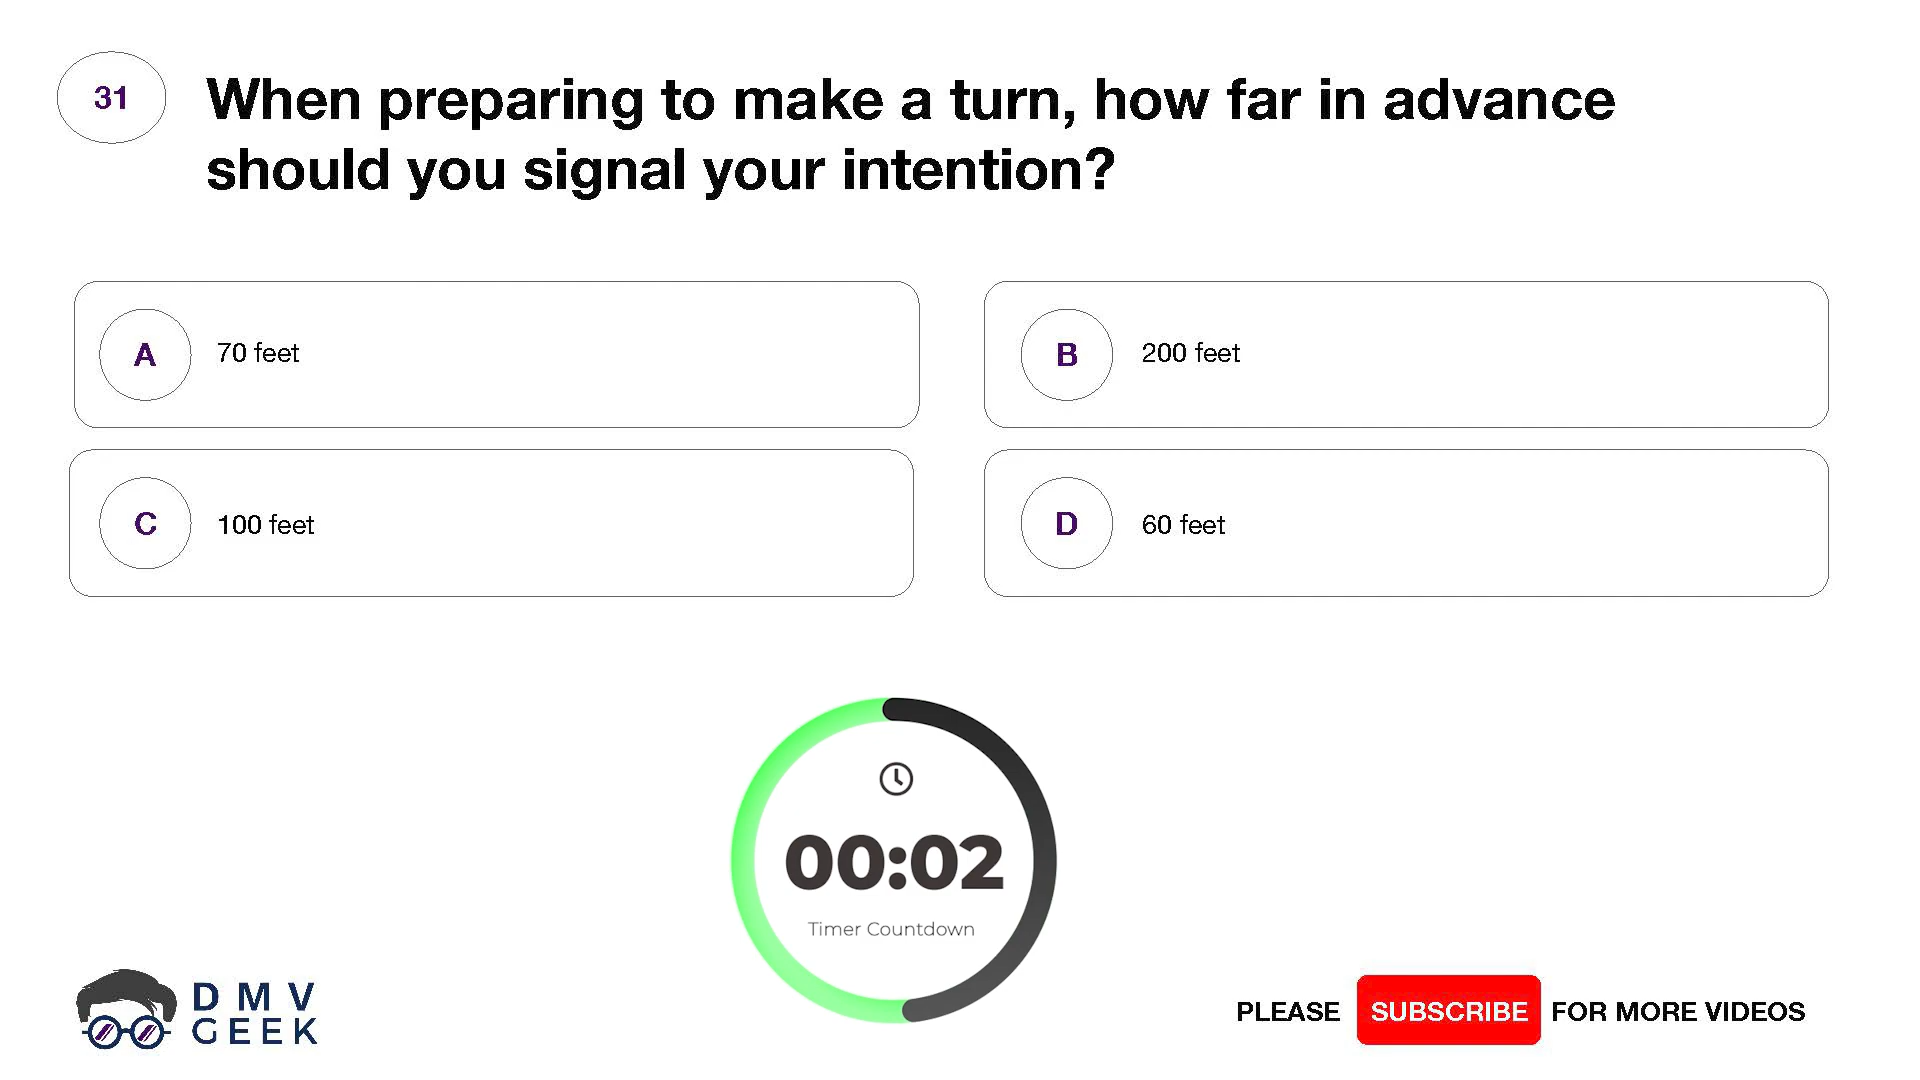 31
When preparing to make a turn, how far in advance
should you signal your intention?
A
70 feet
B
200 feet
C
100 feet
D
60 feet
00:02
Timer Countdown
DMV
GEEK
PLEASE SUBSCRIBE FOR MORE VIDEOS